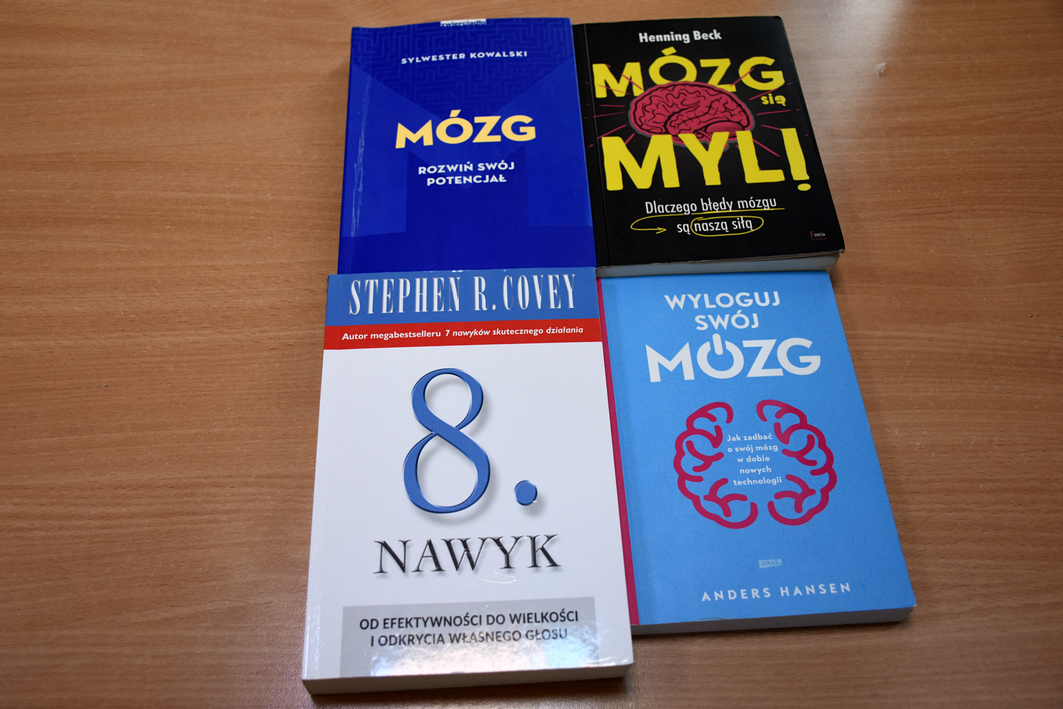 SYLWESTER KOWALSKI
MÓZG
ROZWIŃ SWÓJ
POTENCJAŁ
Henning Beck
MÓZG
się
MYLI
Dlaczego błędy mózgu
są naszą siłą
STEPHEN R. COVEY
Autor megabestselleru 7 nawyków skutecznego działania
8.
NAWYK
OD EFEKTYWNOŚCI DO WIELKOŚCI
I ODKRYCIA WŁASNEGO GŁOSU
WYLOGUJ
SWÓJ
MÓZG
Jak zadbać
o swój mózg
w dobie
nowych
technologii
ZNAK
ANDERS HANSEN